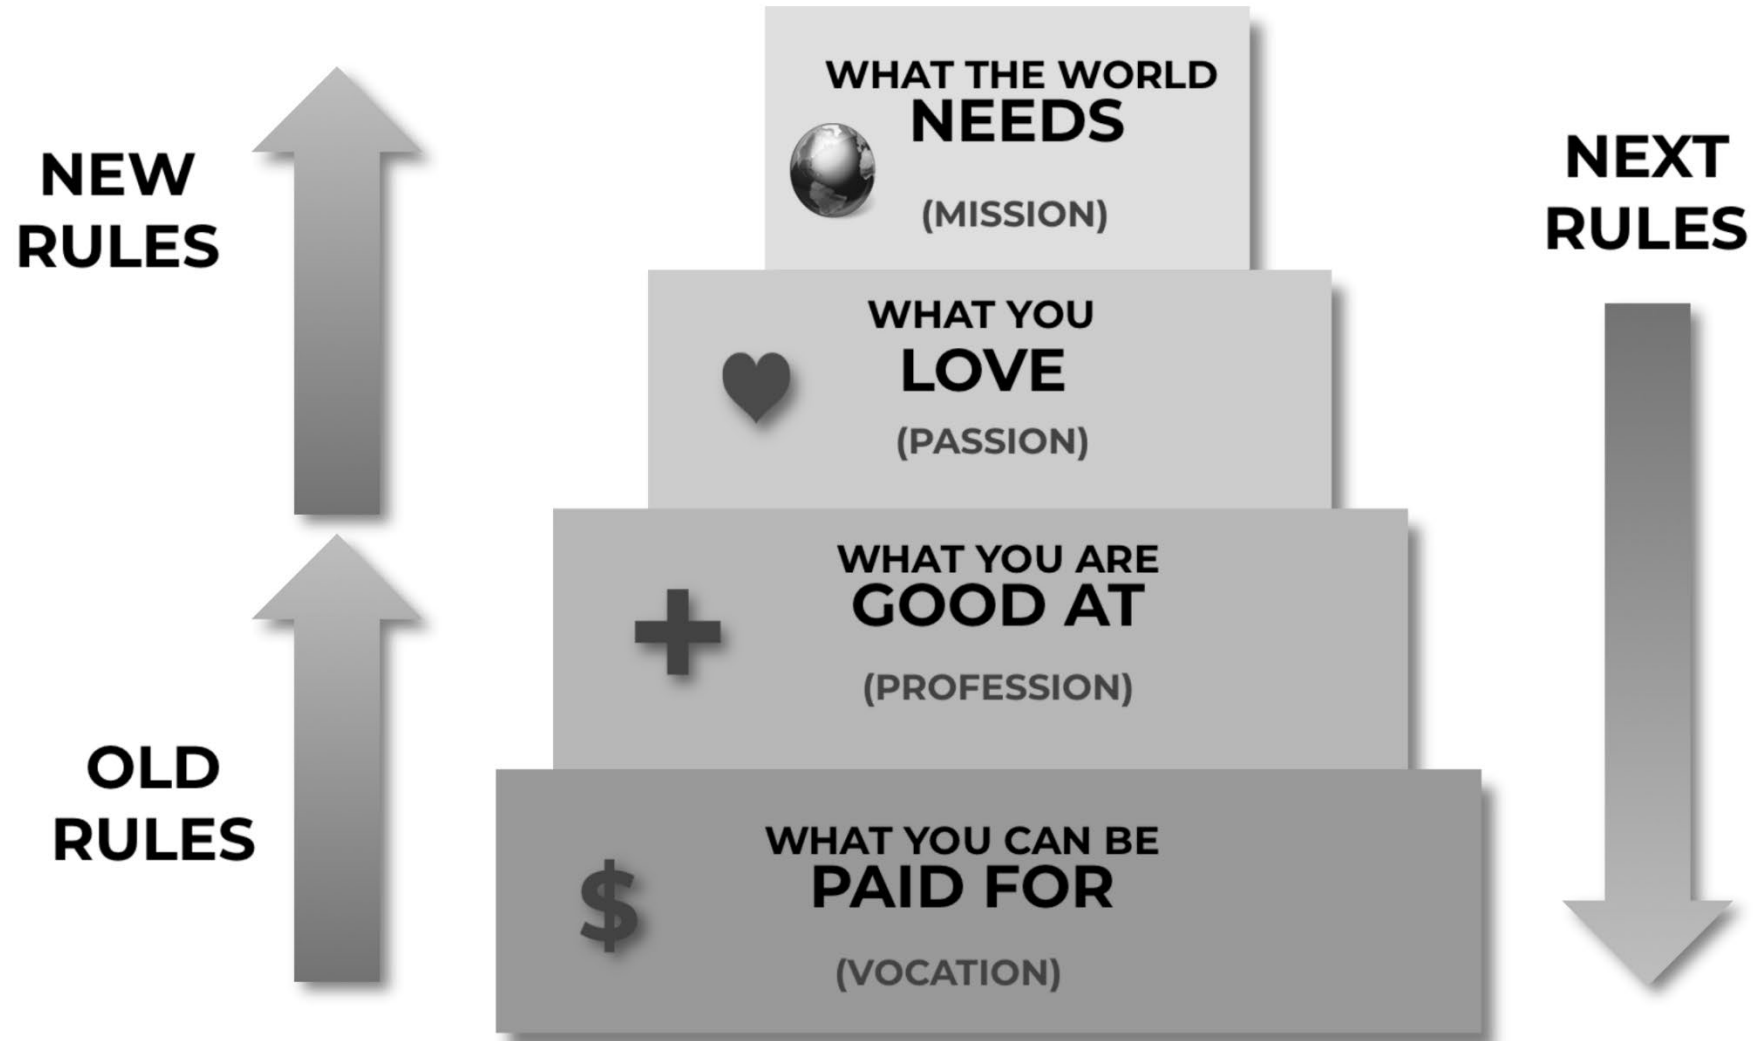 NEW
RULES
OLD
RULES
WHAT THE WORLD
NEEDS
(MISSION)
WHAT YOU
LOVE
(PASSION)
WHAT YOU ARE
GOOD AT
(PROFESSION)
$
WHAT YOU CAN BE
PAID FOR
(VOCATION)
NEXT
RULES